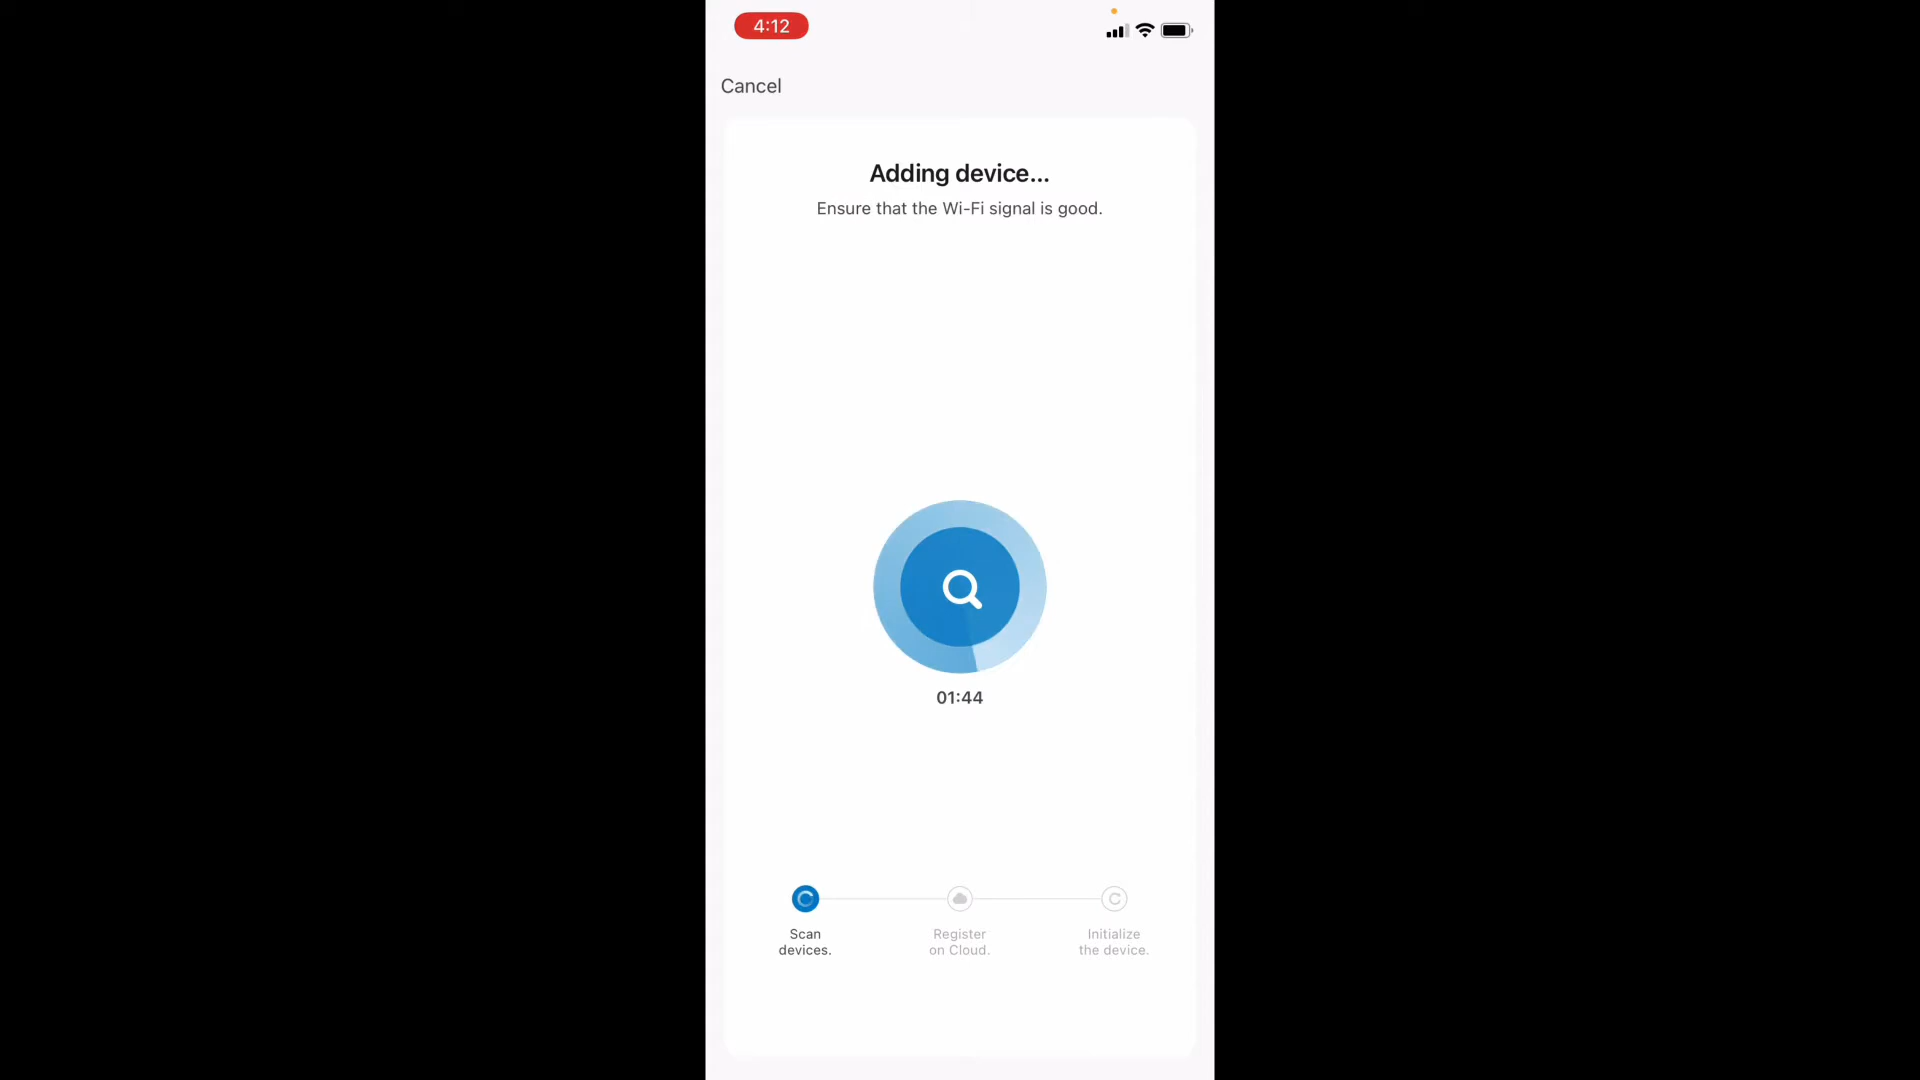 4:12
Cancel
Adding device...
Ensure that the Wi-Fi signal is good.
01:44
Scan
devices.
Register
on Cloud.
Initialize
the device.